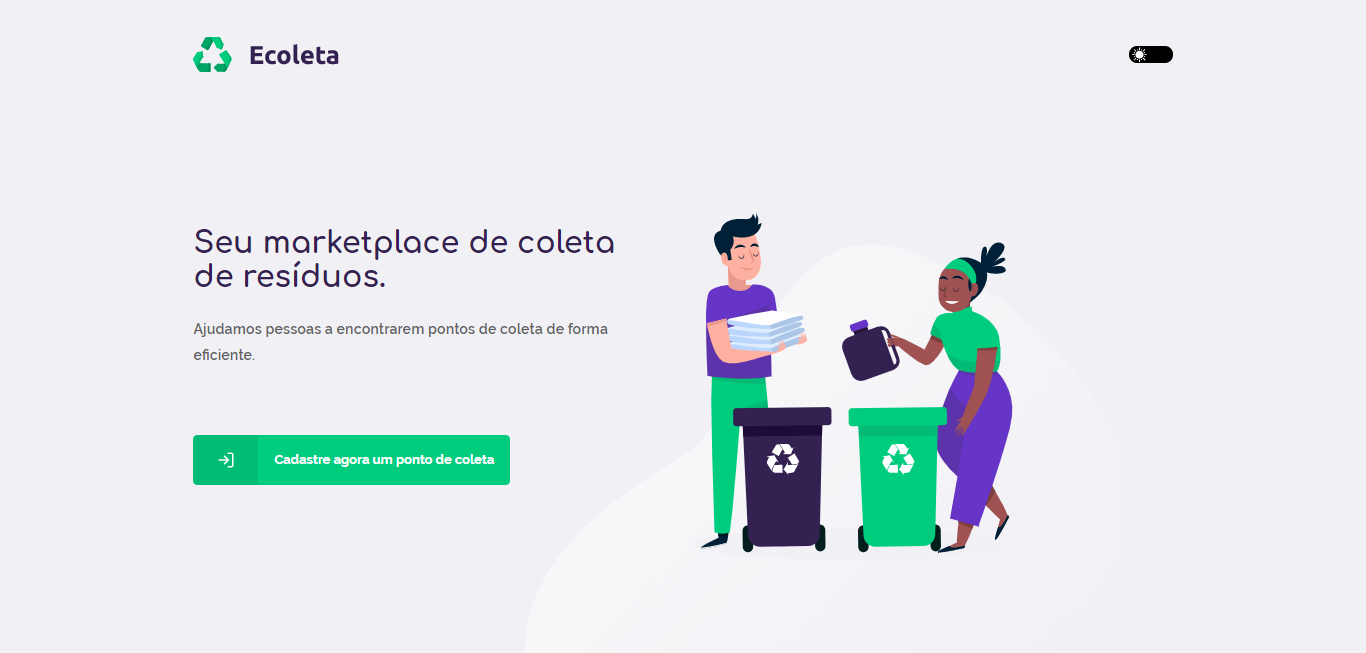 Ecoleta
Seu marketplace de coleta
de resíduos.
Ajudamos pessoas a encontrarem pontos de coleta de forma
eficiente.
Cadastre agora um ponto de coleta